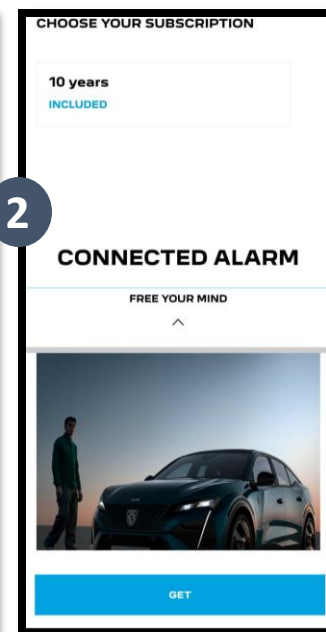 CHOOSE YOUR SUBSCRIPTION
10 years
INCLUDED
2
CONNECTED ALARM
FREE YOUR MIND
GET